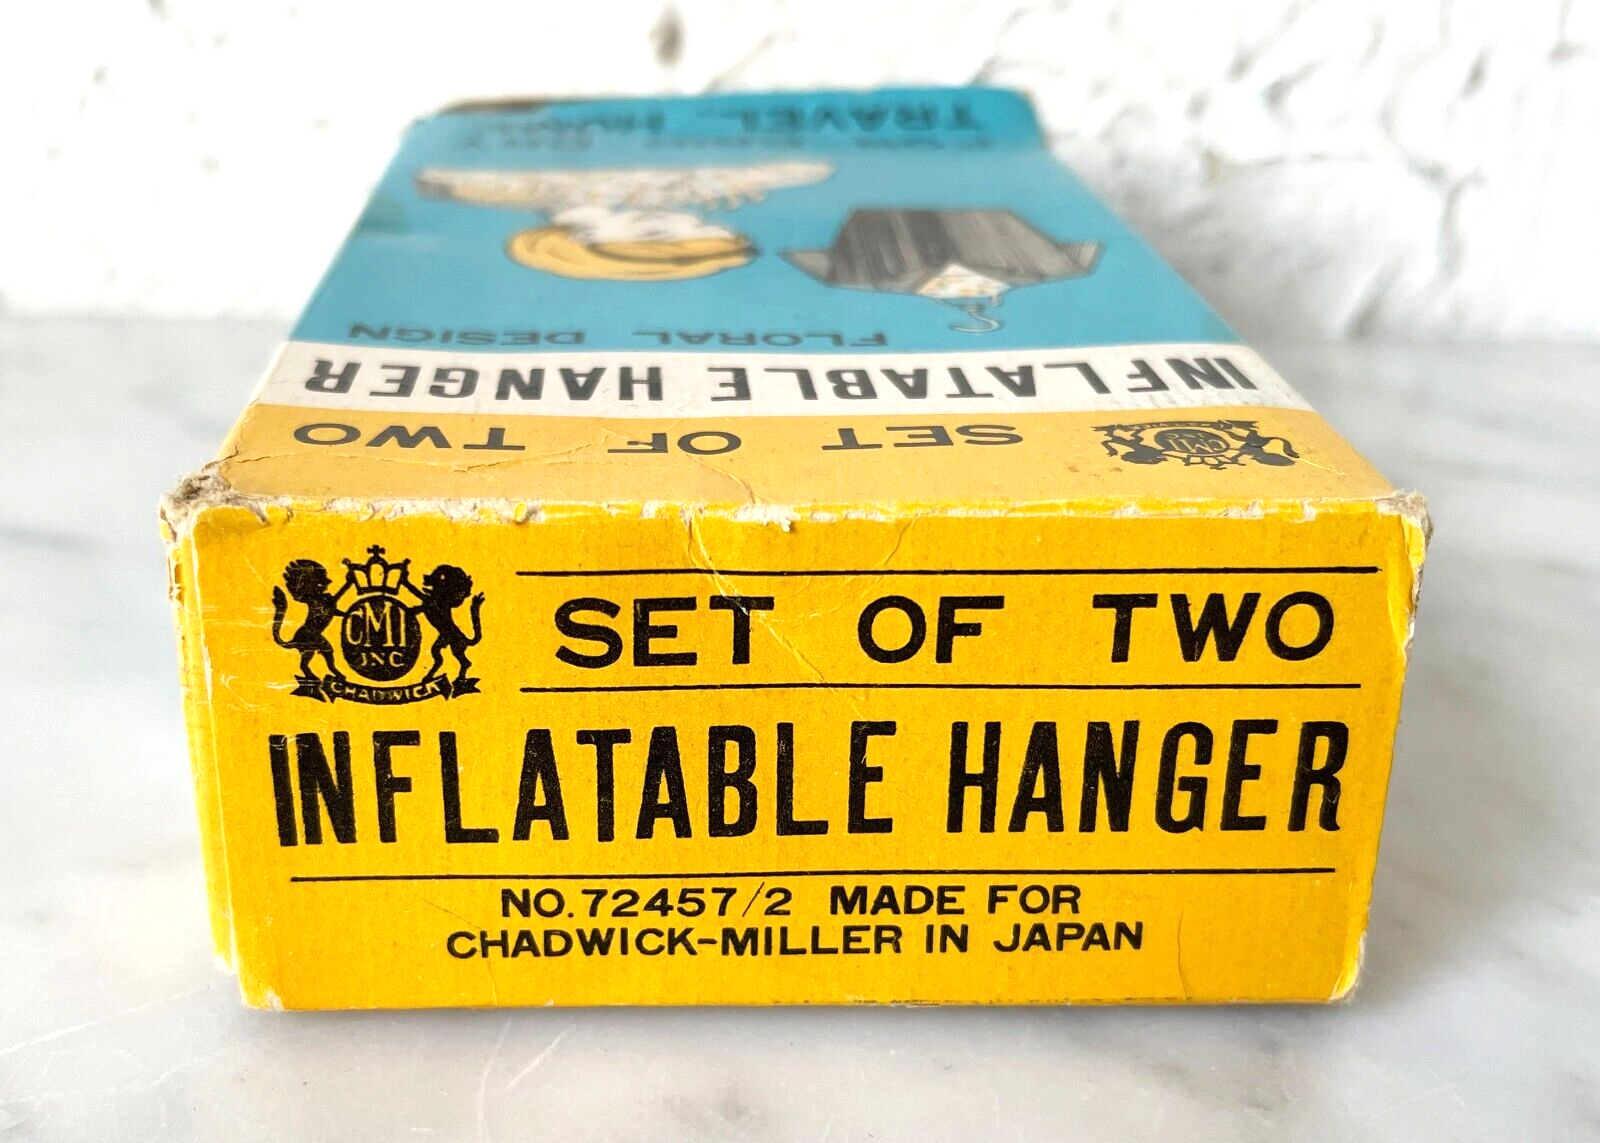 TRAVEL,
FLORAL DESIGN
INFLATABLE HANGER
SET OF TWO
CMI
INC
CHADWICK
SET OF TWO
INFLATABLE HANGER
NO. 72457/2 MADE FOR
CHADWICK-MILLER IN JAPAN